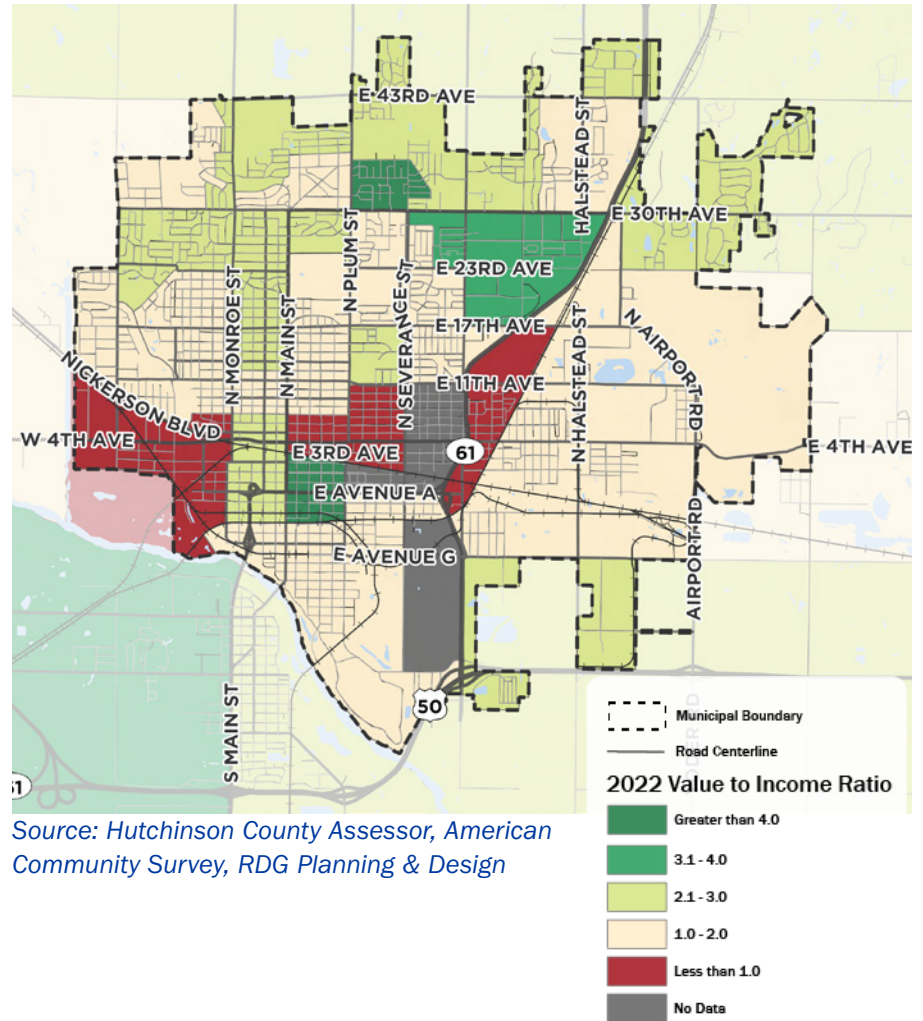 E 43RD AVE
HALSTEAD ST
E 30TH AVE
N PLUM ST
E 23RD AVE
N SEVERANCE ST
N MONROE ST
N MAIN ST
E 17TH AVE
N HALSTEAD ST
N AIRPORT RD
NICKERSON BLVD
E 11TH AVE
W 4TH AVE
E 3RD AVE
61
E 4TH AVE
E AVENUE A
E AVENUE G
AIRPORT RD
50
S MAIN ST
61
Municipal Boundary
Road Centerline
2022 Value to Income Ratio
Greater than 4.0
3.1 - 4.0
2.1 - 3.0
1.0 - 2.0
Less than 1.0
No Data
Source: Hutchinson County Assessor, American
Community Survey, RDG Planning & Design